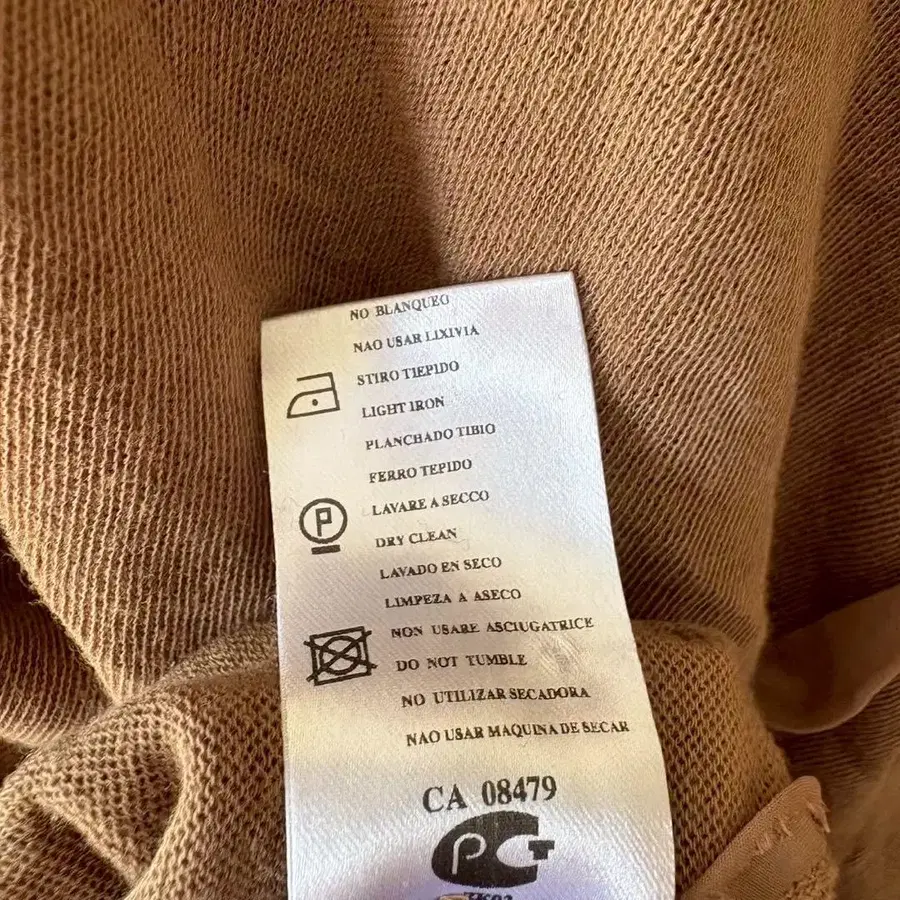 NO BLANQUEO
NAO USAR LIXIVIA
STIRO TIEPIDO
LIGHT IRON
PLANCHADO TIBIO
FERRO TEPIDO
P
LAVARE A SECCO
DRY CLEAN
LAVADO EN SECO
LIMPEZA A ASECO
NON USARE ASCIUGATRICE
DO NOT TUMBLE
NO UTILIZAR SECADORA
NAO USAR MAQUINA DE SECAR
CA 08479